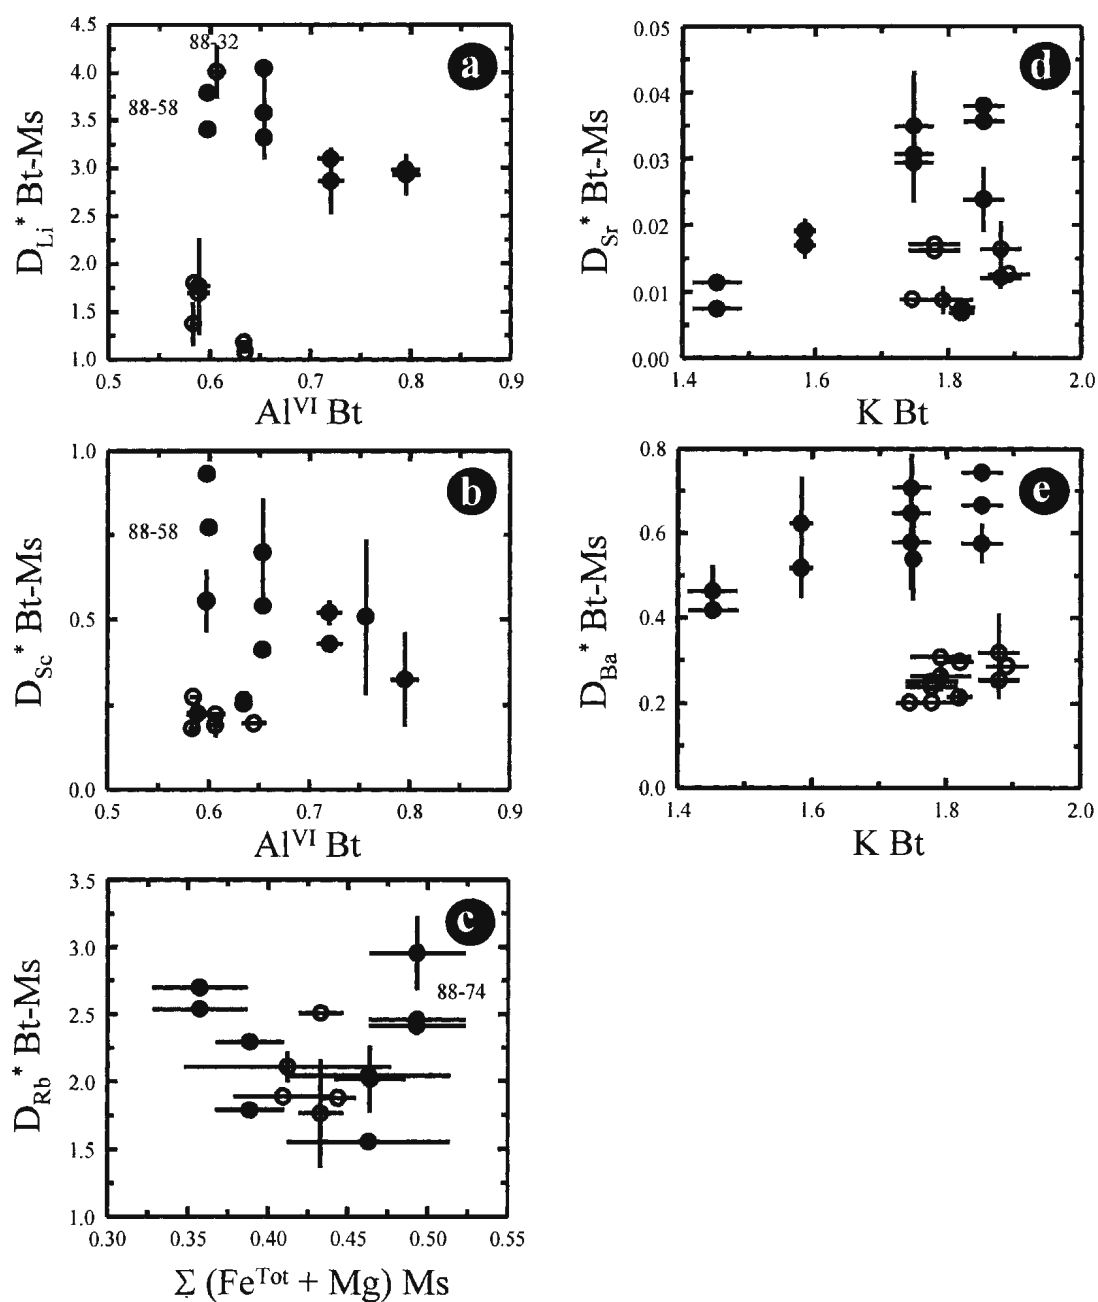 4.5
4.0
3.5
3.0
2.5
2.0
1.5
1.0
D_Li* Bt-Ms
88-32
88-58
a
0.5 0.6 0.7 0.8 0.9
Al^VI Bt
0.05
0.04
0.03
0.02
0.01
0.00
D_Sr* Bt-Ms
d
1.4 1.6 1.8 2.0
K Bt
1.0
0.5
0.0
D_Sc* Bt-Ms
88-58
b
0.5 0.6 0.7 0.8 0.9
Al^VI Bt
0.8
0.6
0.4
0.2
0.0
D_Ba* Bt-Ms
e
1.4 1.6 1.8 2.0
K Bt
3.5
3.0
2.5
2.0
1.5
1.0
D_Rb* Bt-Ms
c
88-74
0.30 0.35 0.40 0.45 0.50 0.55
Σ (Fe^Tot + Mg) Ms